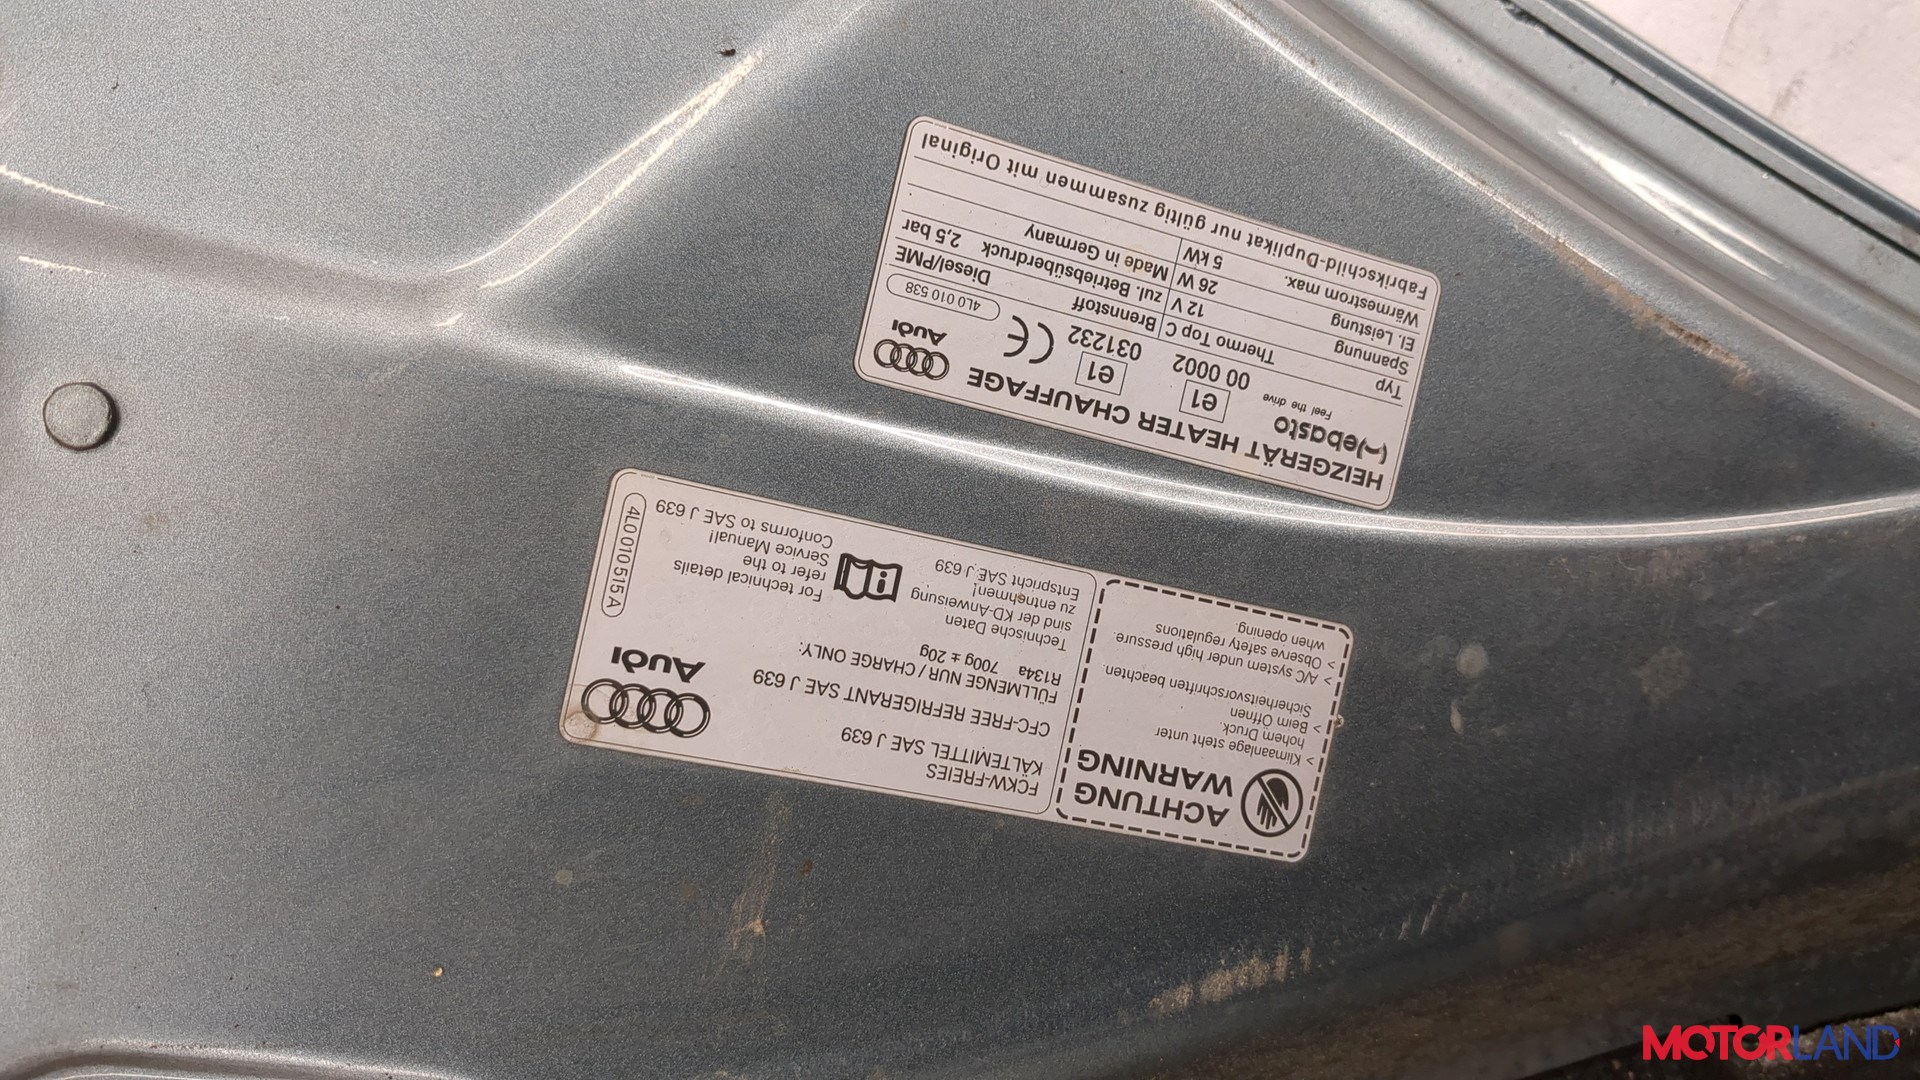 ACHTUNG
WARNING
> Klimaanlage steht unter
hohem Druck.
> Beim Öffnen
Sicherheitsvorschriften beachten
> A/C system under high pressure.
> Observe safety regulations
when opening.
FCKW-FREIES
KÄLTEMITTEL SAE J 639
CFC-FREE REFRIGERANT SAE J 639
FÜLLMENGE NUR / CHARGE ONLY:
R134a 700g ± 20g
Technische Daten
sind der KD-Anweisung
zu entnehmen!
Entspricht SAE J 639
For technical details
refer to the
Service Manual!
Conforms to SAE J 639
Audi
4L0 010 515 A
HEIZGERÄT HEATER CHAUFFAGE
Webasto
Feel the drive
e1 e1
00 0002 031232 CE
Audi
4L0 010 538
Typ Thermo Top C Brennstoff Diesel/PME
Spannung 12 V zul. Betriebsüberdruck 2,5 bar
El. Leistung 26 W Made in Germany
Wärmestrom max. 5 kW
Fabrikschild-Duplikat nur gültig zusammen mit Original
MOTORLAND